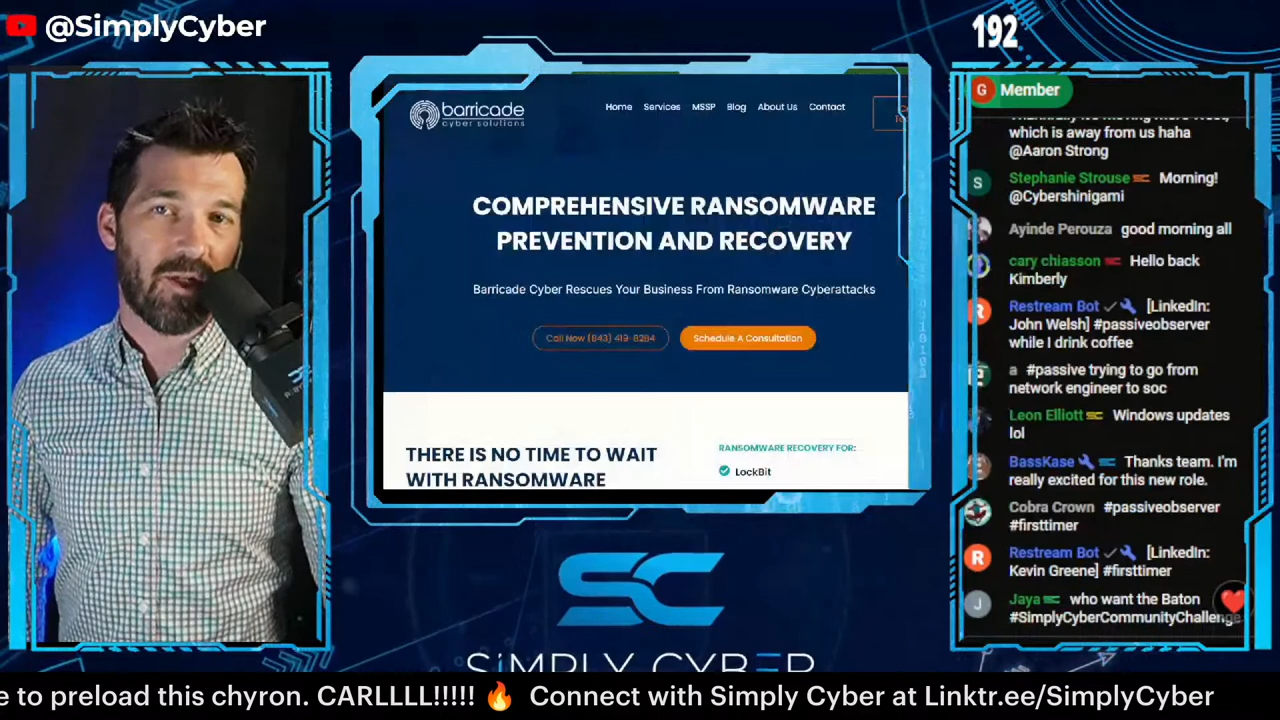 @SimplyCyber
192
barricade
cyber solutions
Home Services MSSP Blog About Us Contact
COMPREHENSIVE RANSOMWARE
PREVENTION AND RECOVERY
Barricade Cyber Rescues Your Business From Ransomware Cyberattacks
Call Now (843) 419-8284
Schedule A Consultation
THERE IS NO TIME TO WAIT
WITH RANSOMWARE
RANSOMWARE RECOVERY FOR:
LockBit
SC
SIMPLY CYBER
G Member
which is away from us haha
@Aaron Strong
S Stephanie Strouse Morning!
@Cybershinigami
Ayinde Perouza good morning all
cary chiasson Hello back
Kimberly
R Restream Bot [LinkedIn:
John Welsh] #passiveobserver
while I drink coffee
a #passive trying to go from
network engineer to soc
Leon Elliott Windows updates
lol
BassKase Thanks team. I'm
really excited for this new role.
Cobra Crown #passiveobserver
#firsttimer
R Restream Bot [LinkedIn:
Kevin Greene] #firsttimer
J Jaya who want the Baton
#SimplyCyberCommunityChallenge
e to preload this chyron. CARLLLL!!!!! 🔥 Connect with Simply Cyber at Linktr.ee/SimplyCyber